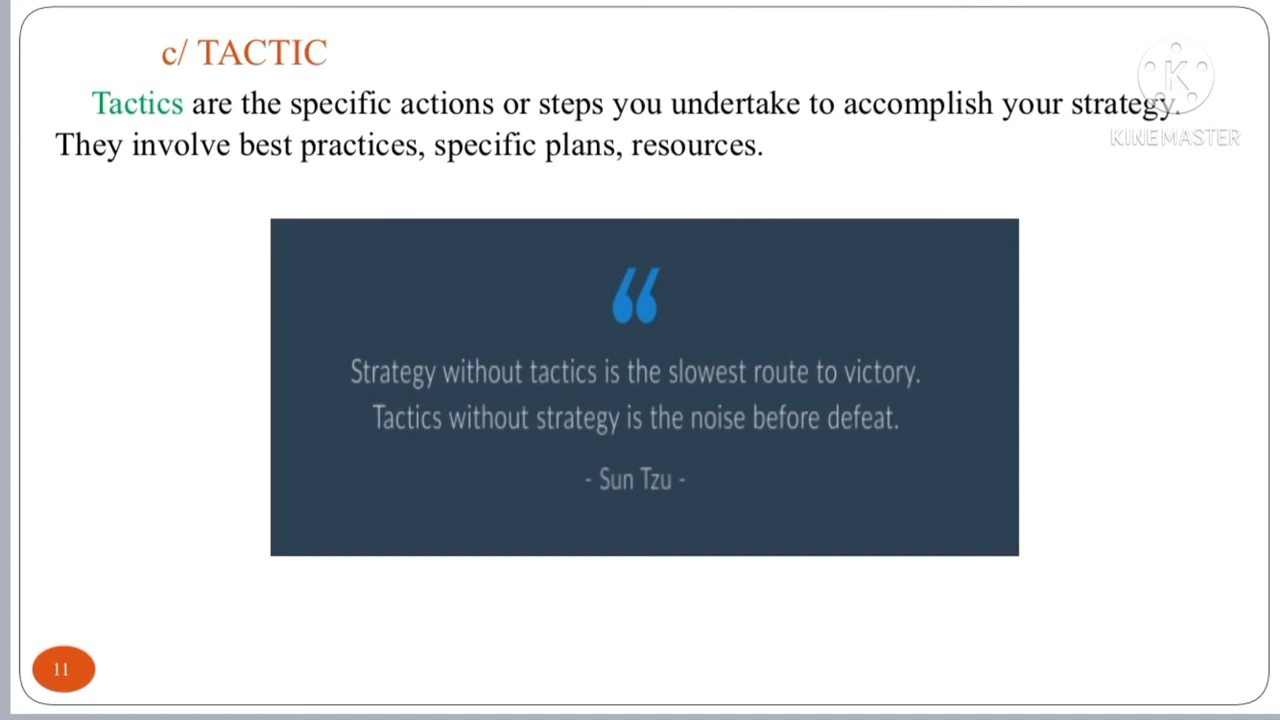 c/ TACTIC
Tactics are the specific actions or steps you undertake to accomplish your strategy.
They involve best practices, specific plans, resources.
K
KINEMASTER
“
Strategy without tactics is the slowest route to victory.
Tactics without strategy is the noise before defeat.
- Sun Tzu -
11